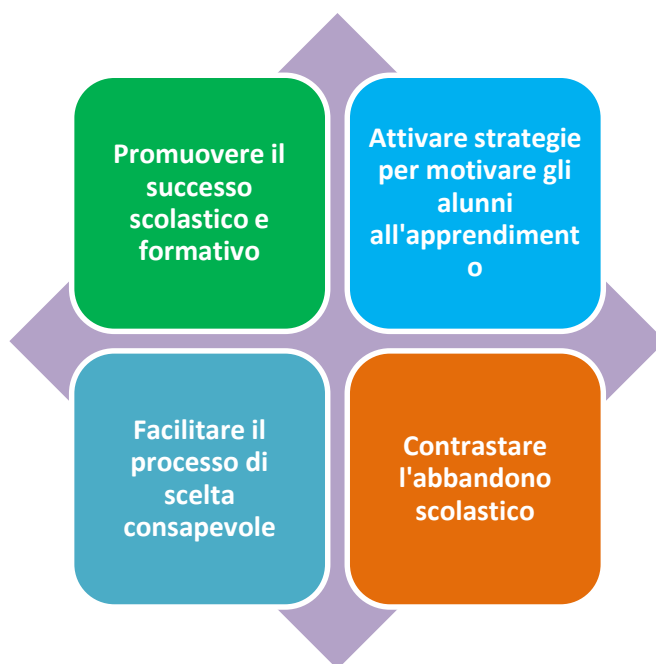 Promuovere il
successo
scolastico e
formativo
Attivare strategie
per motivare gli
alunni
all'apprendiment
o
Facilitare il
processo di
scelta
consapevole
Contrastare
l'abbandono
scolastico